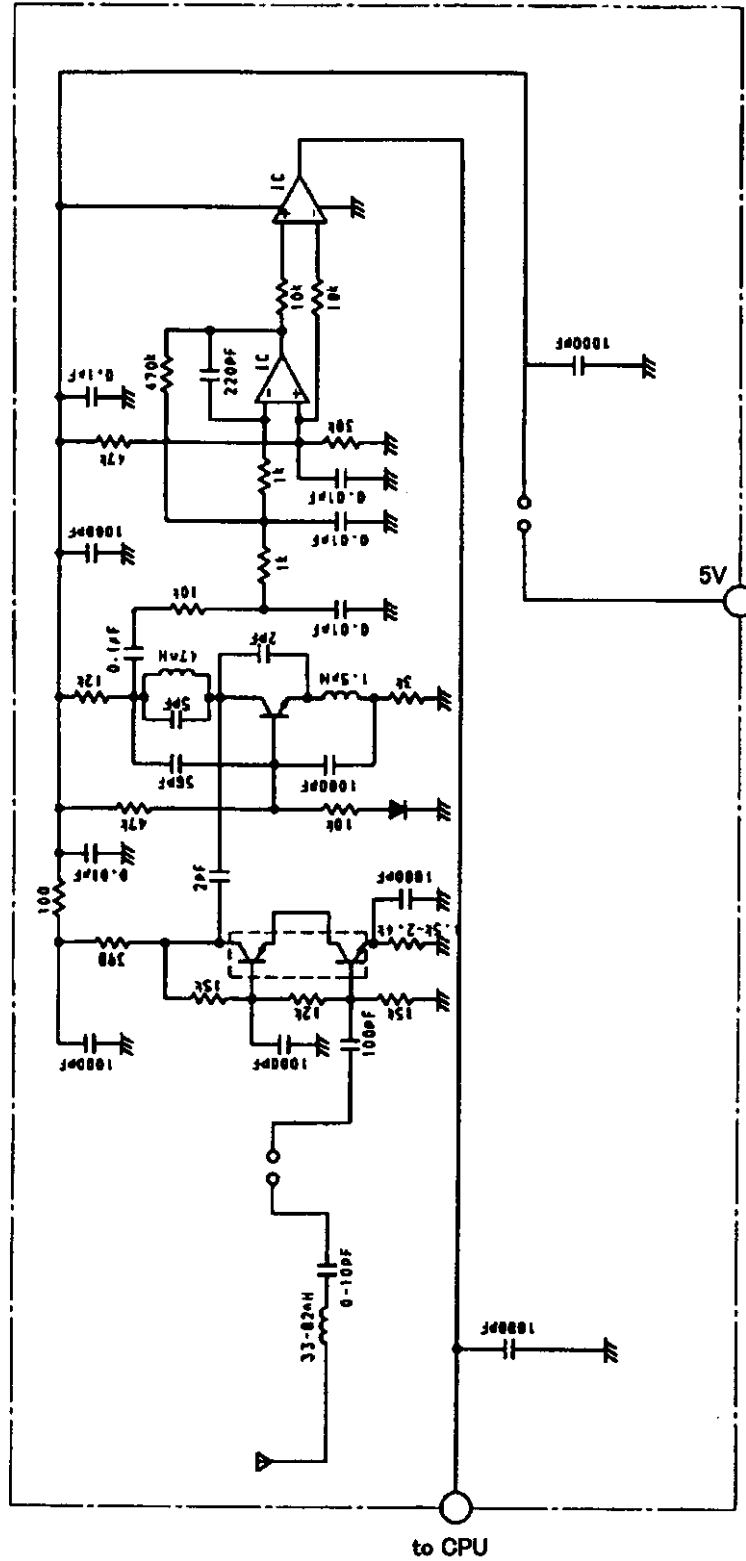 IC
IC
10k
10k
470k
220PF
0.1µF
47k
30k
1k
1k
0.01µF
0.01µF
0.01µF
1000PF
1000PF
10k
0.1µF
12k
47nH
5PF
2PF
1.5µH
3k
56PF
1000PF
47k
10k
0.01µF
100
2PF
390
15k
12k
15k
1000PF
1000PF
1000PF
100PF
0-10PF
33-82nH
1000PF
5V
to CPU